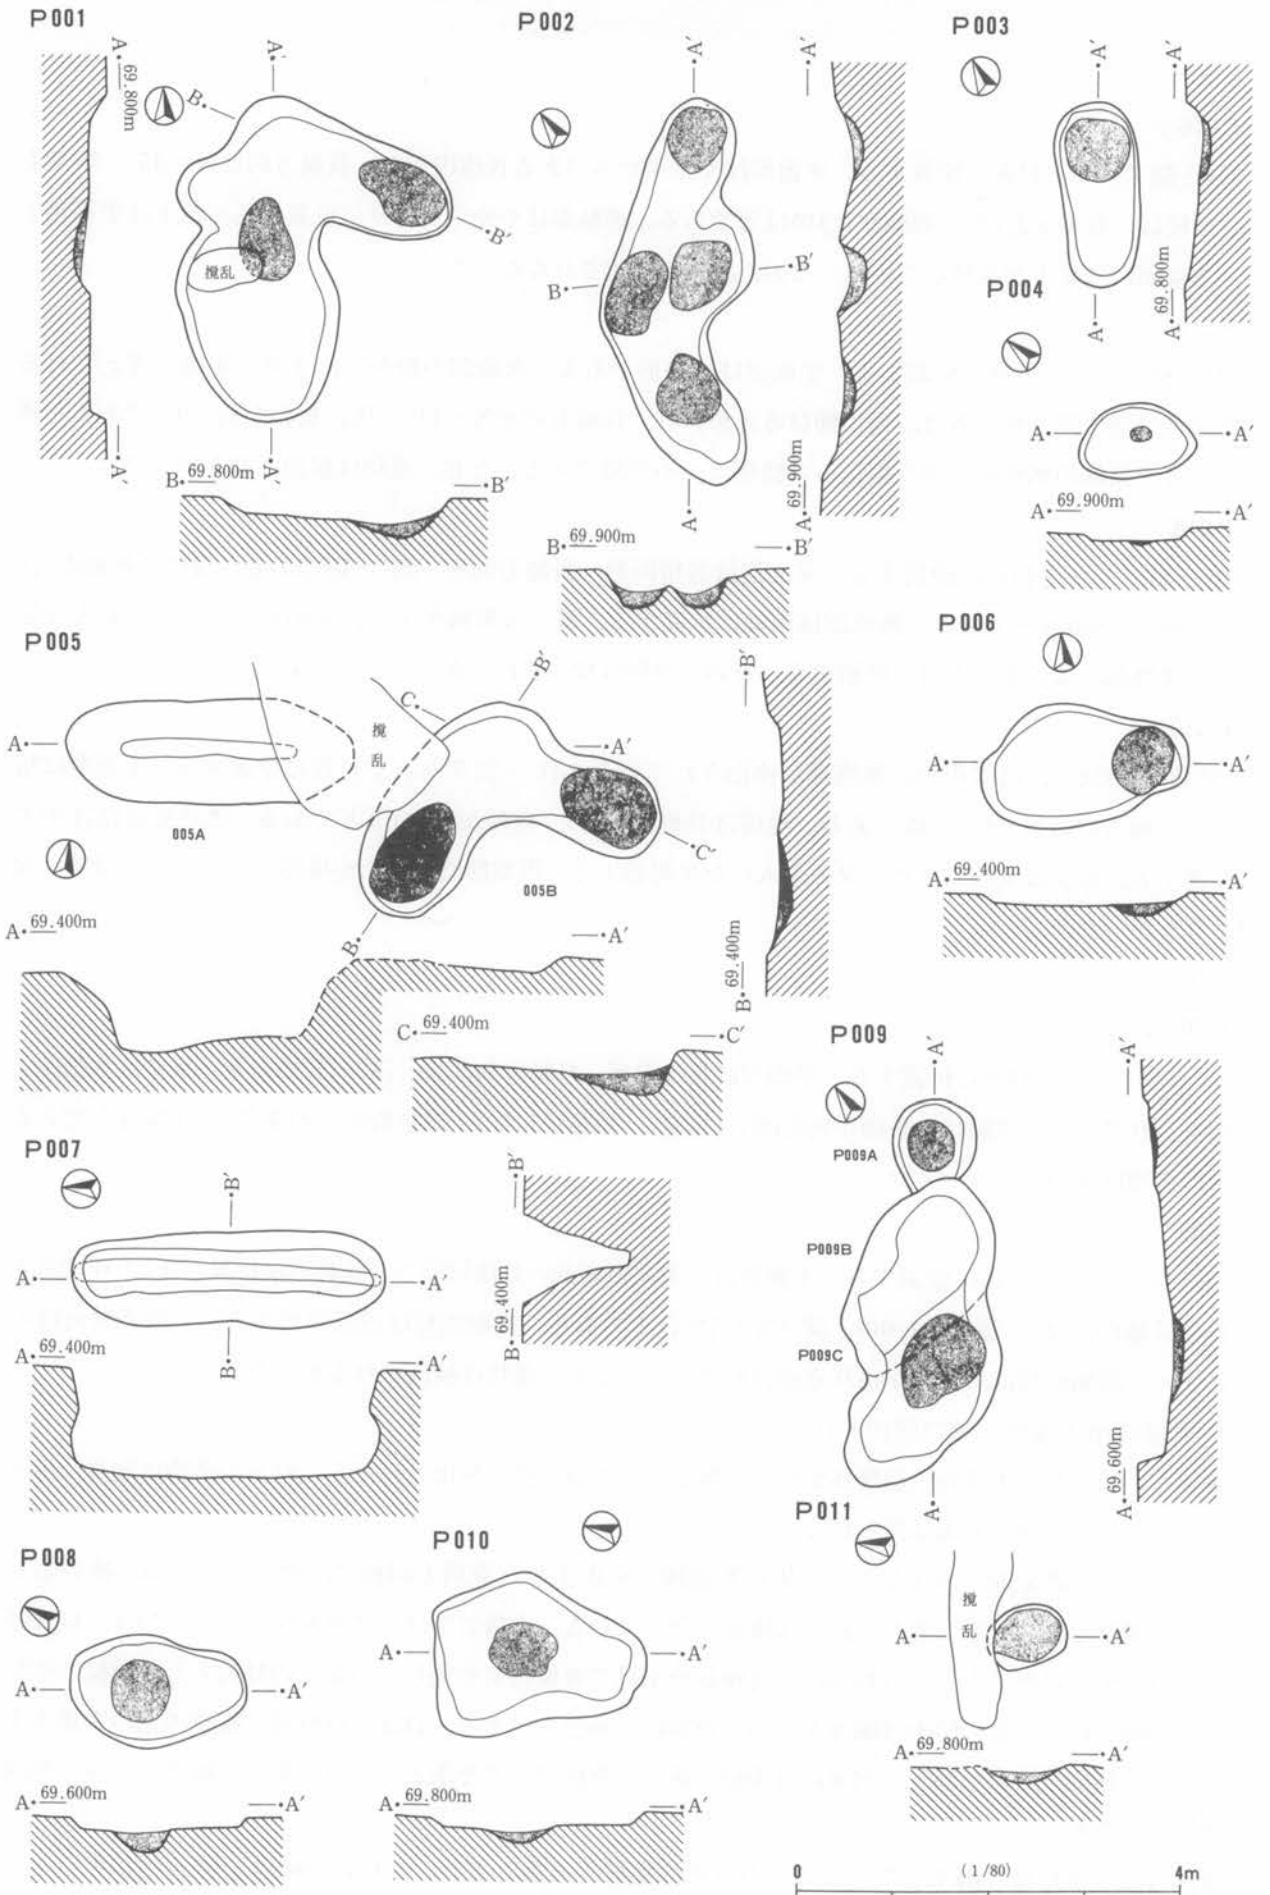 P001
A
A′
69.800m
B
B′
攪乱
A′
A′
B 69.800m B′
P002
A′
A′
B
B′
A
A
69.900m
B 69.900m B′
P003
A′
A′
A
A
69.800m
P004
A A′
A 69.900m A′
P005
A
A′
B
B′
C
C′
攪乱
005A
005B
B′
B
69.400m
A 69.400m A′
C 69.400m C′
P006
A A′
A 69.400m A′
P007
B′
B′
A A′
B
B
69.400m
A 69.400m A′
P009
A′
A′
P009A
P009B
P009C
A
A
69.600m
P008
A A′
A 69.600m A′
P010
A A′
A 69.800m A′
P011
攪乱
A A′
A 69.800m A′
0 (1/80) 4m